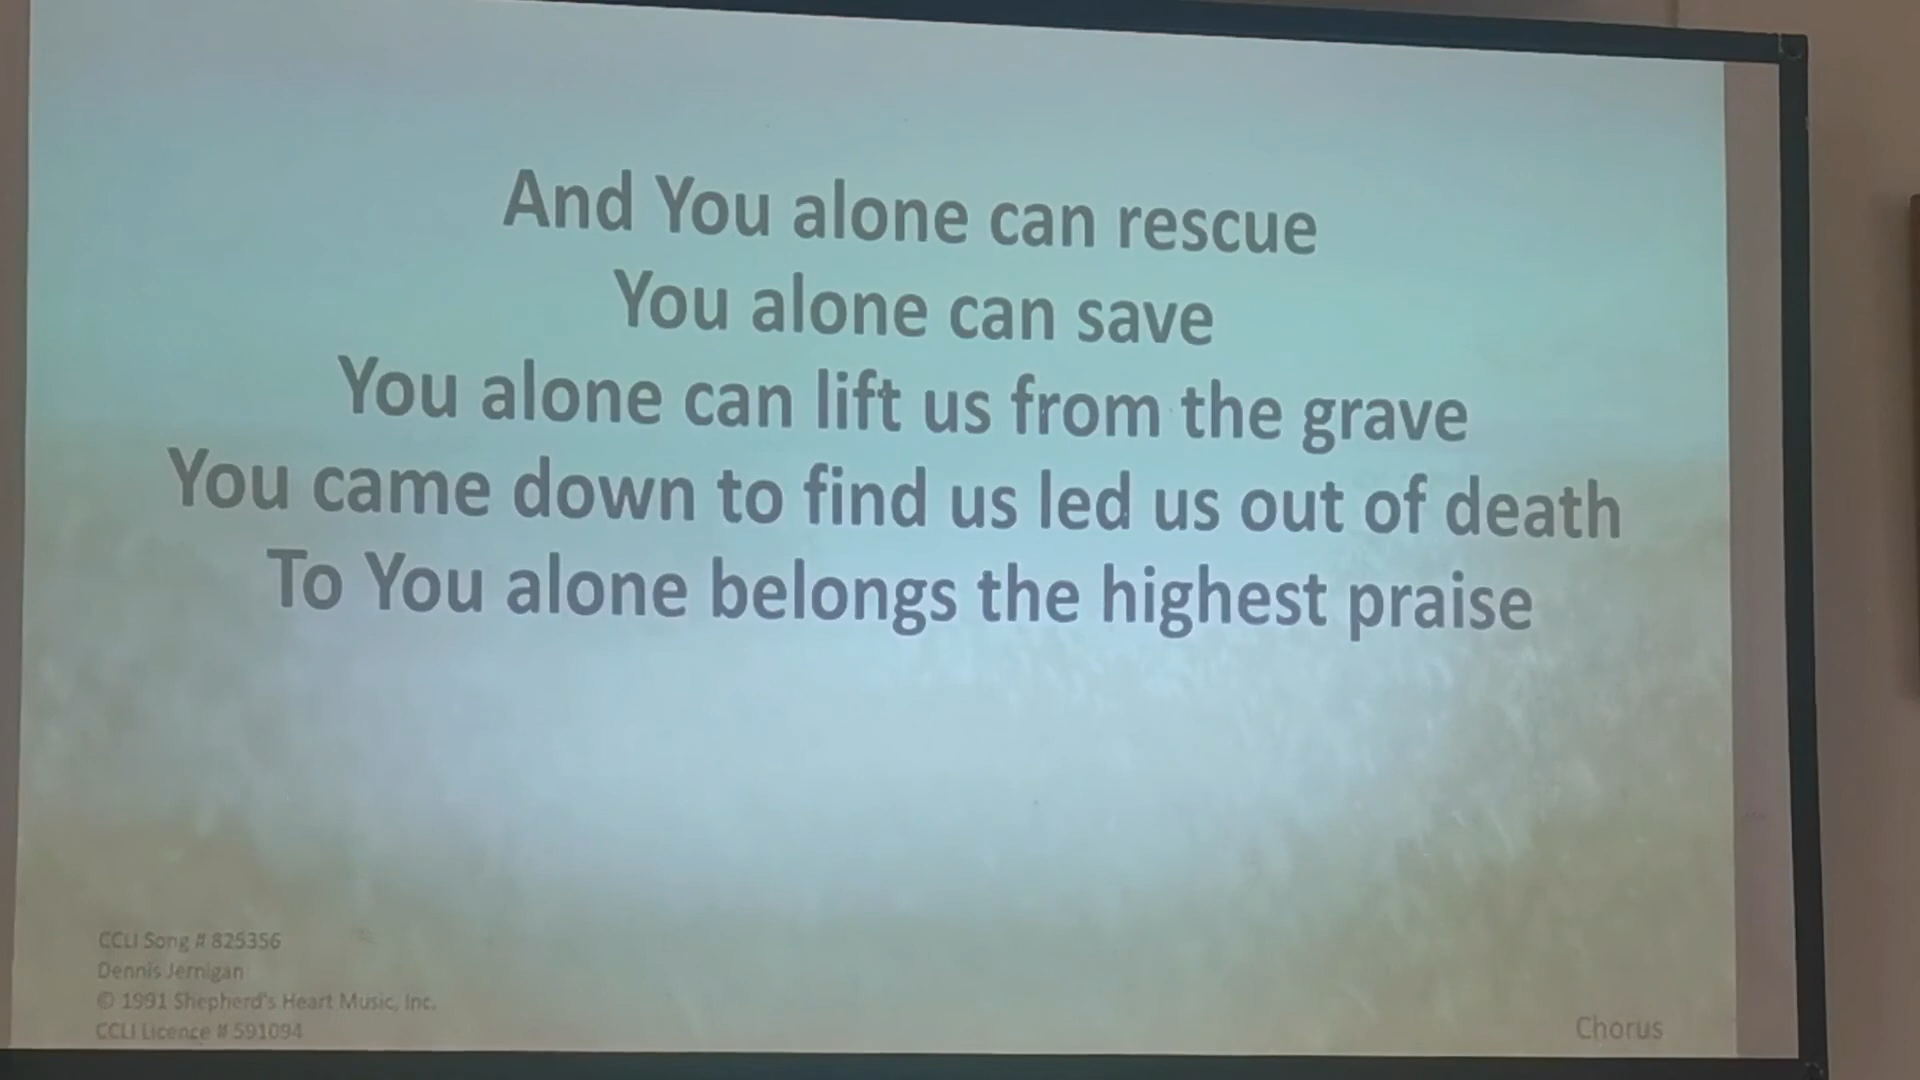 And You alone can rescue
You alone can save
You alone can lift us from the grave
You came down to find us led us out of death
To You alone belongs the highest praise
CCLI Song # 825356
Dennis Jernigan
© 1991 Shepherd's Heart Music, Inc.
CCLI Licence # 591094
Chorus